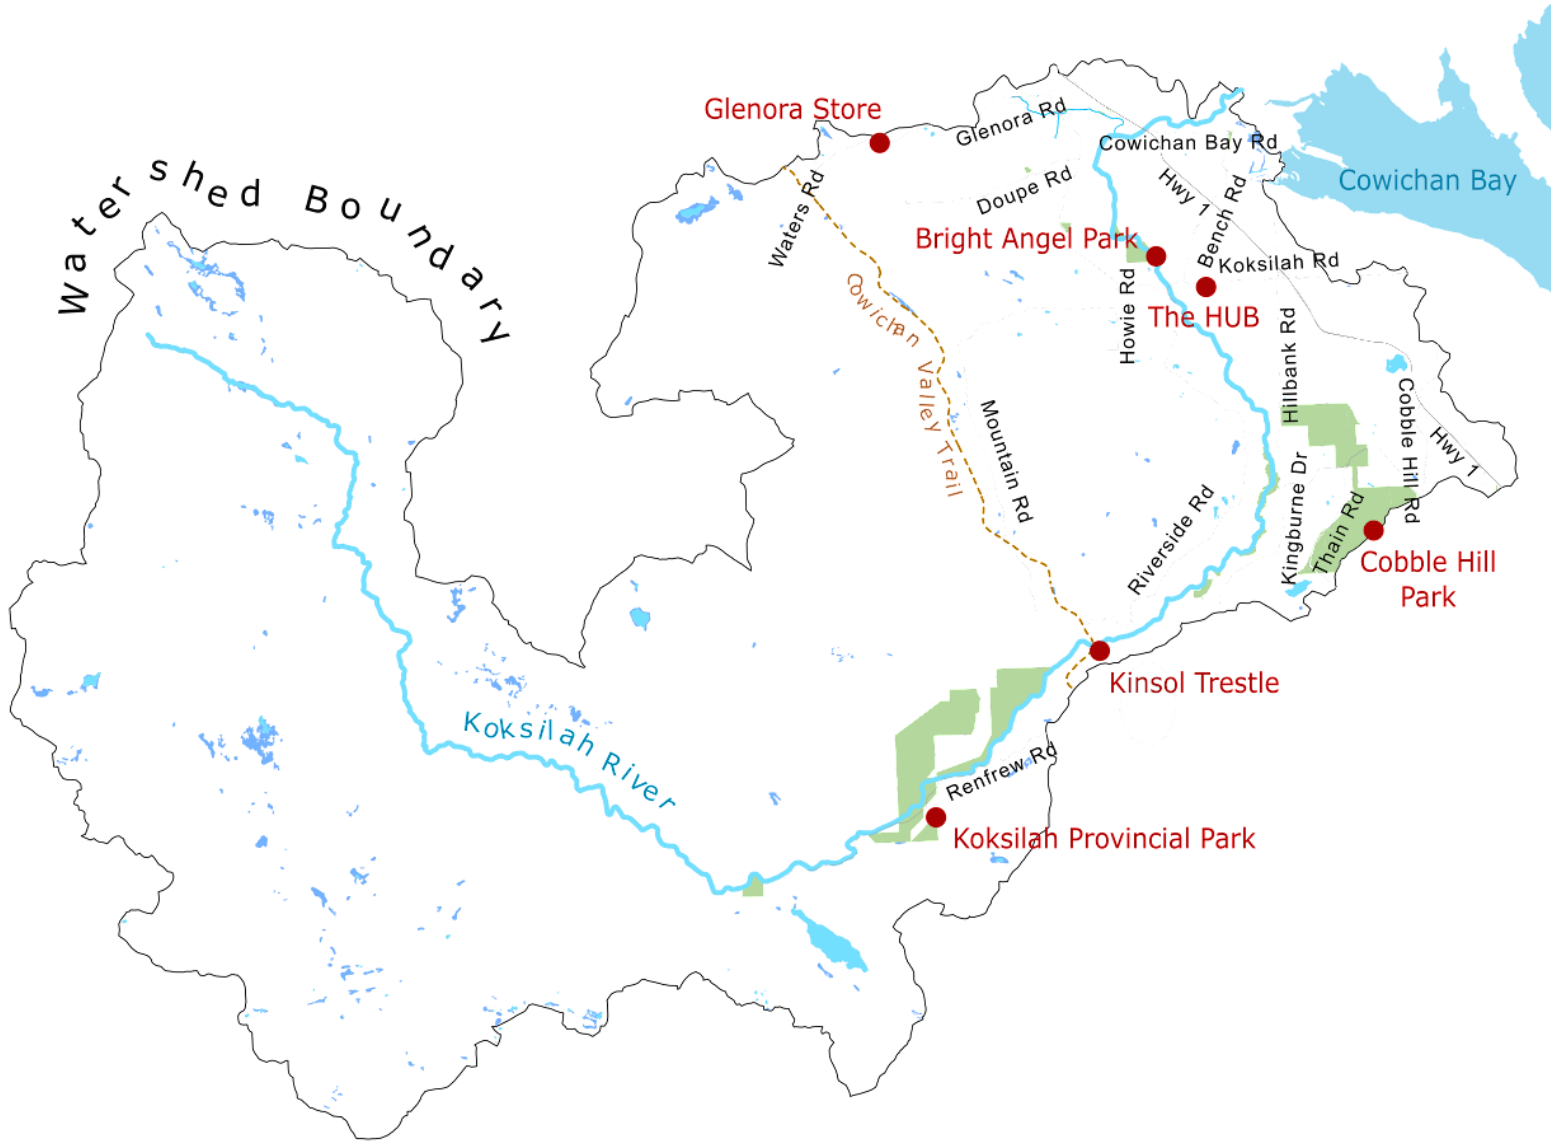 Watershed Boundary
Glenora Store
Glenora Rd
Cowichan Bay Rd
Cowichan Bay
Waters Rd
Doupe Rd
Hwy 1
Bench Rd
Bright Angel Park
Koksilah Rd
The HUB
Howie Rd
Hillbank Rd
Cowichan Valley Trail
Mountain Rd
Cobble Hill Rd
Hwy 1
Riverside Rd
Kingburne Dr
Thain Rd
Cobble Hill
Park
Kinsol Trestle
Koksilah River
Renfrew Rd
Koksilah Provincial Park